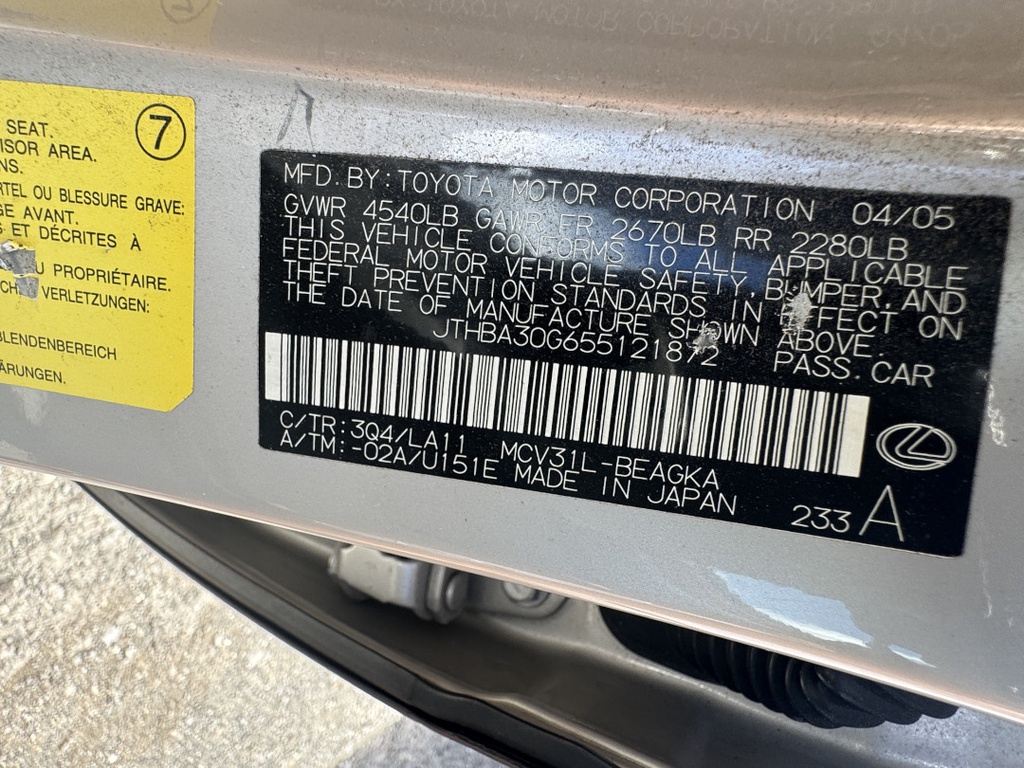 SEAT.
ISOR AREA.
NS.
RTEL OU BLESSURE GRAVE:
GE AVANT.
S ET DÉCRITES À
U PROPRIÉTAIRE.
VERLETZUNGEN:
BLENDENBEREICH
ÄRUNGEN.
7
MFD. BY: TOYOTA MOTOR CORPORATION 04/05
GVWR 4540LB GAWR FR 2670LB RR 2280LB
THIS VEHICLE CONFORMS TO ALL APPLICABLE
FEDERAL MOTOR VEHICLE SAFETY, BUMPER, AND
THEFT PREVENTION STANDARDS IN EFFECT ON
THE DATE OF MANUFACTURE SHOWN ABOVE.
JTHBA30G655121872 PASS. CAR
C/TR: 3Q4/LA11 MCV31L-BEAGKA
A/TM: -02A/U151E MADE IN JAPAN
233 A